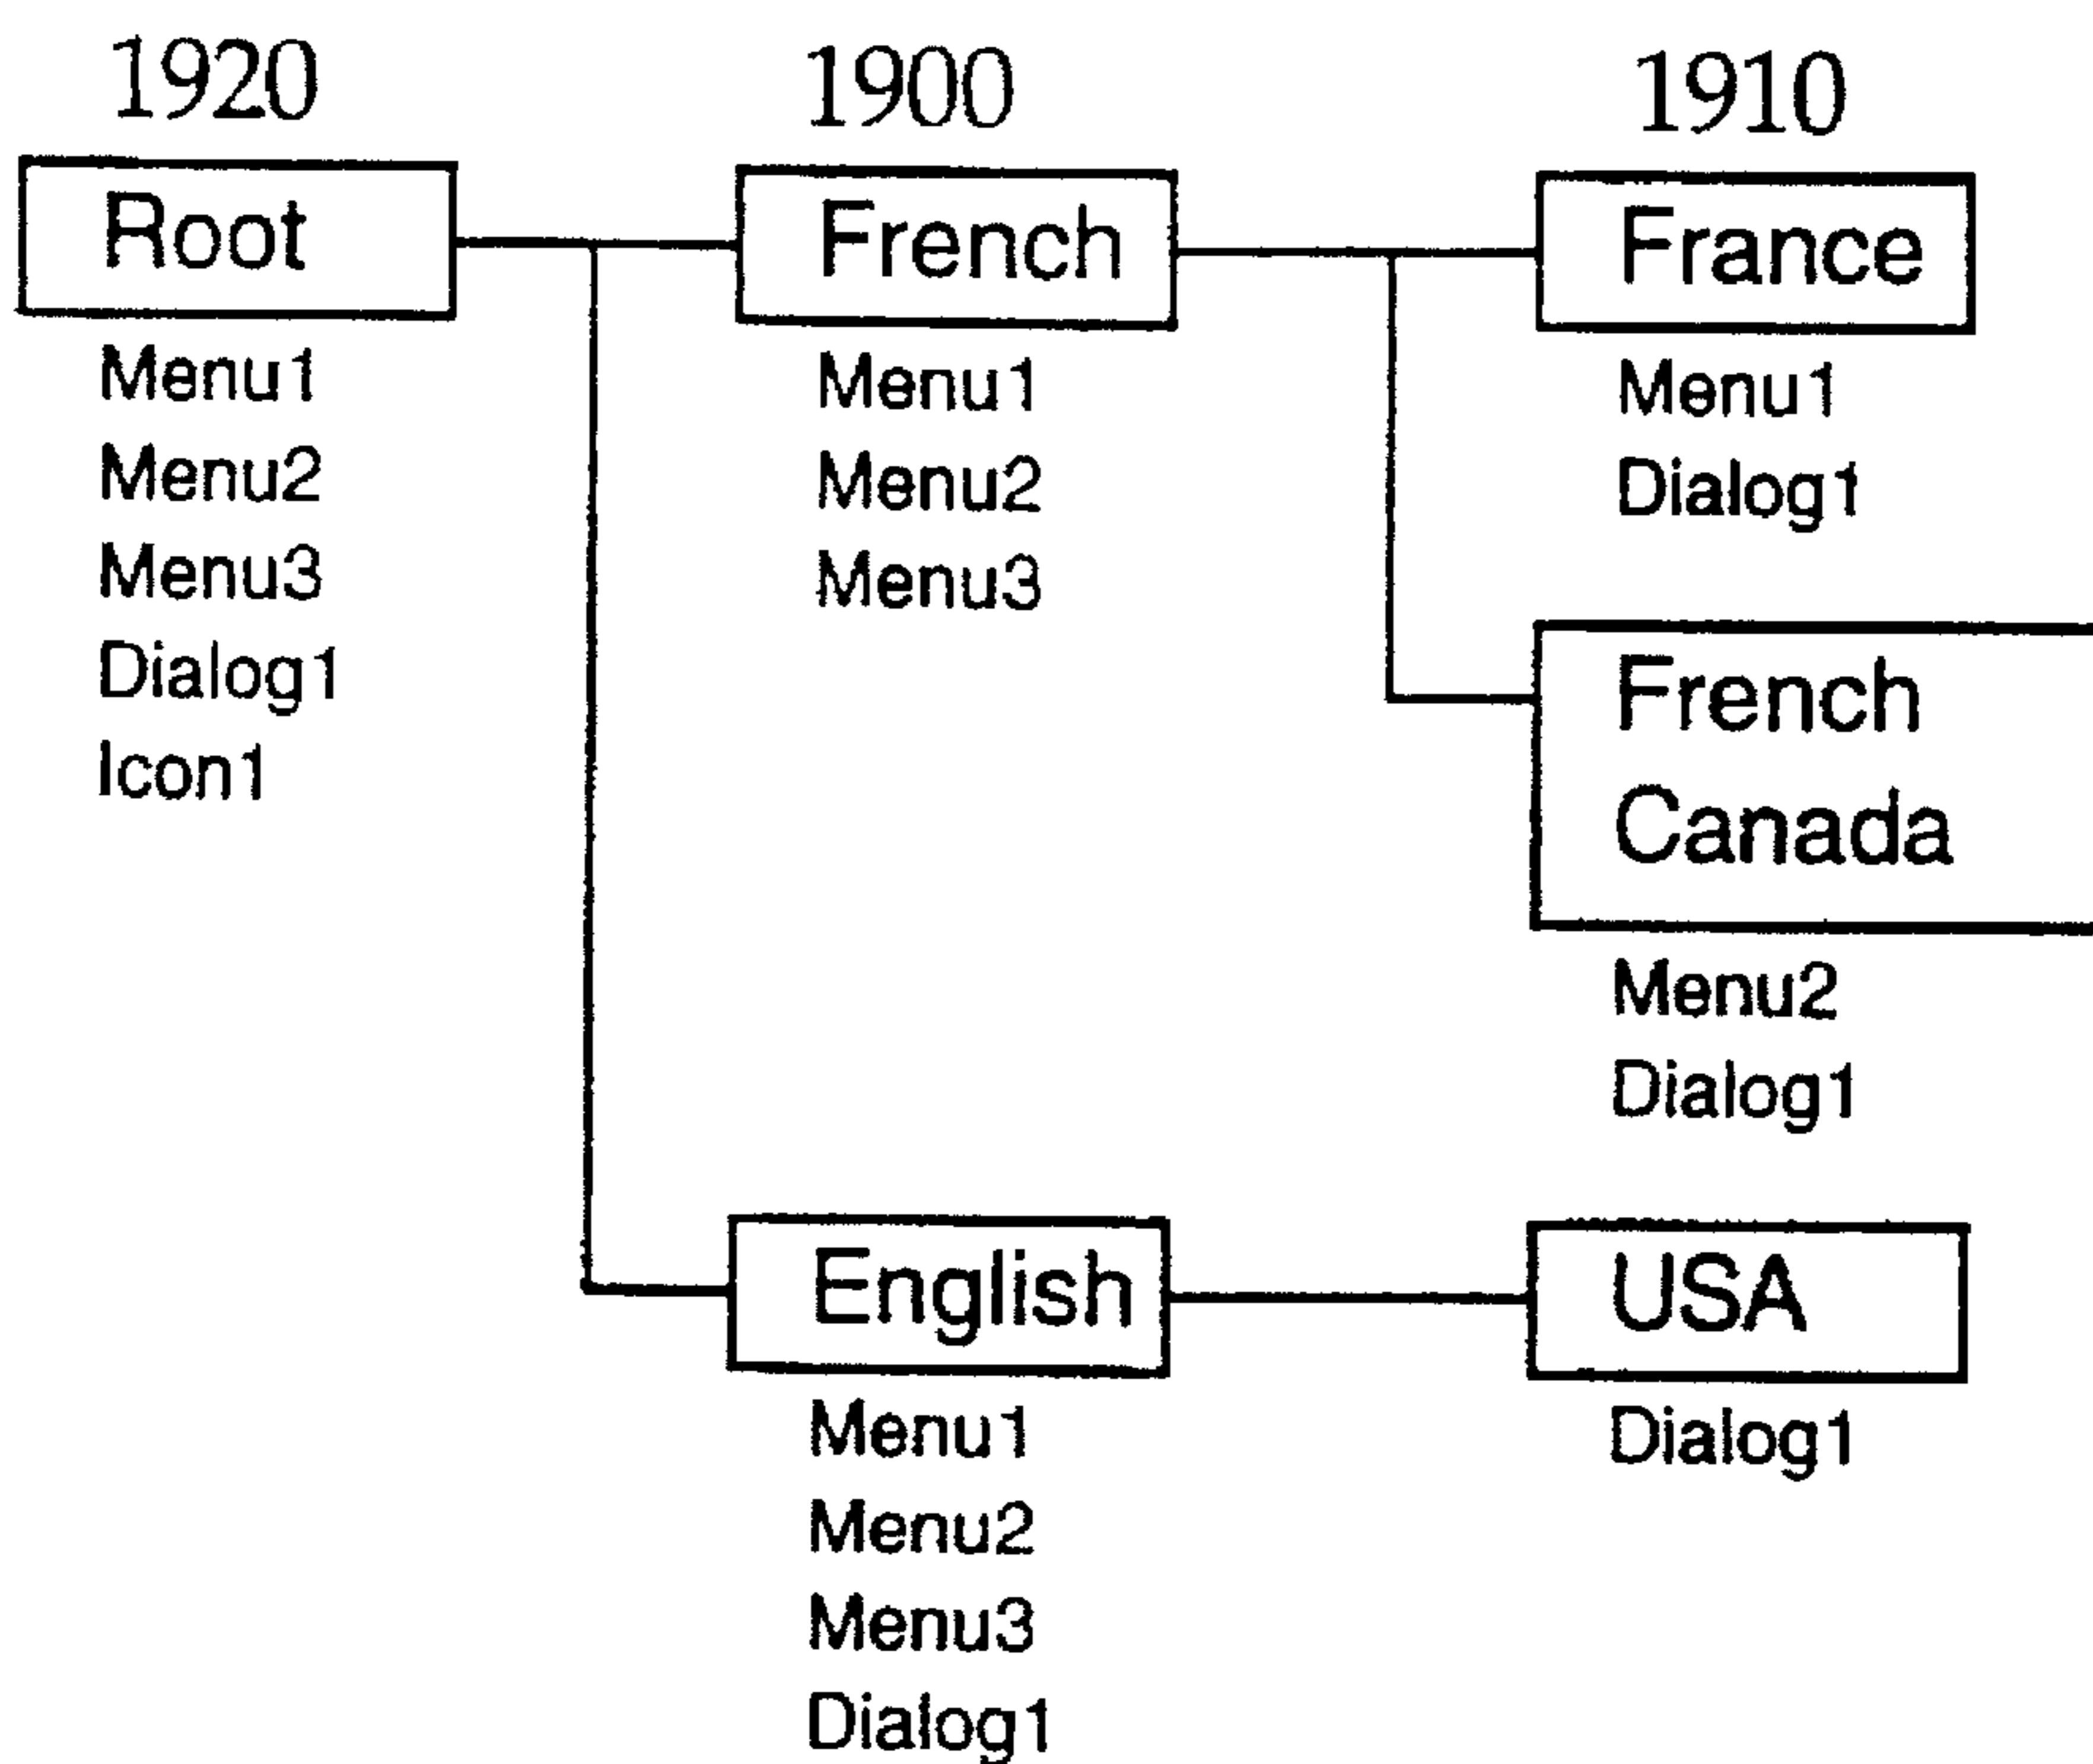 1920
Root
Menu1
Menu2
Menu3
Dialog1
Icon1
1900
French
Menu1
Menu2
Menu3
English
Menu1
Menu2
Menu3
Dialog1
1910
France
Menu1
Dialog1
French
Canada
Menu2
Dialog1
USA
Dialog1